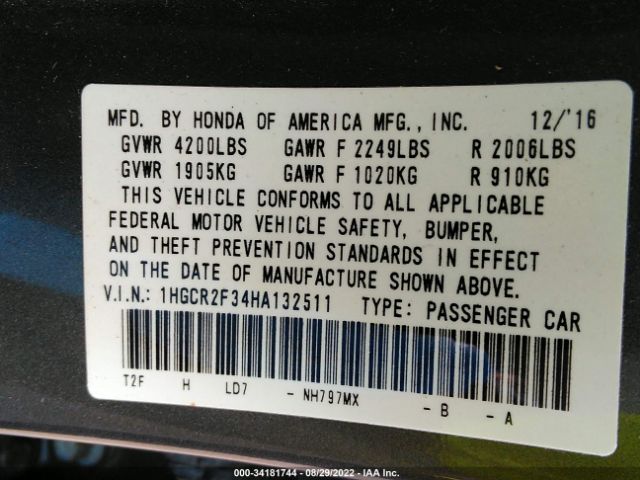 MFD. BY HONDA OF AMERICA MFG., INC. 12/'16
GVWR 4200LBS GAWR F 2249LBS R 2006LBS
GVWR 1905KG GAWR F 1020KG R 910KG
THIS VEHICLE CONFORMS TO ALL APPLICABLE
FEDERAL MOTOR VEHICLE SAFETY, BUMPER,
AND THEFT PREVENTION STANDARDS IN EFFECT
ON THE DATE OF MANUFACTURE SHOWN ABOVE.
V.I.N.: 1HGCR2F34HA132511 TYPE: PASSENGER CAR
T2F H LD7 - NH797MX - B - A
000-34181744 - 08/29/2022 - IAA Inc.